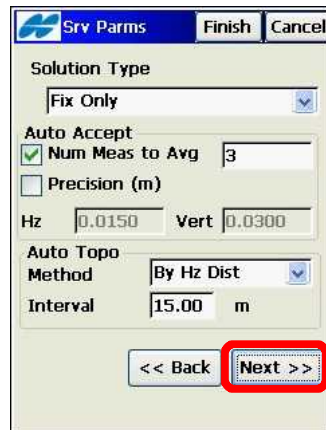 Srv Parms Finish Cancel
Solution Type
Fix Only
Auto Accept
Num Meas to Avg 3
Precision (m)
Hz 0.0150 Vert 0.0300
Auto Topo
Method By Hz Dist
Interval 15.00 m
<< Back Next >>